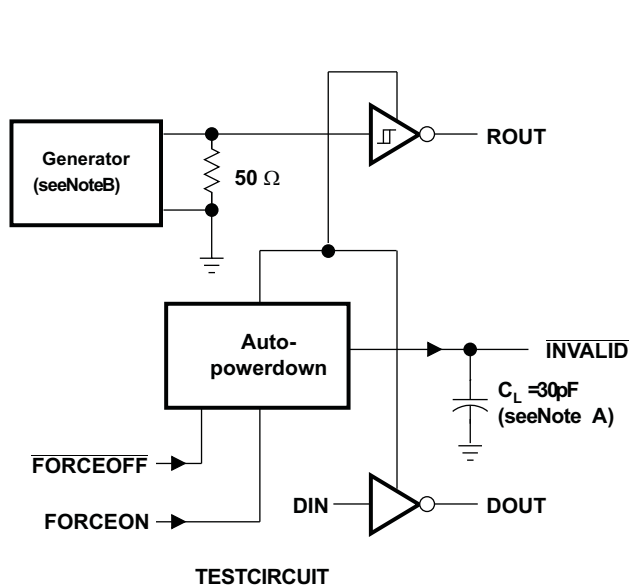 ROUT
Generator
(seeNoteB)
50 Ω
Auto-
powerdown
INVALID
C_L =30pF
(seeNote A)
FORCEOFF
FORCEON
DIN
DOUT
TESTCIRCUIT